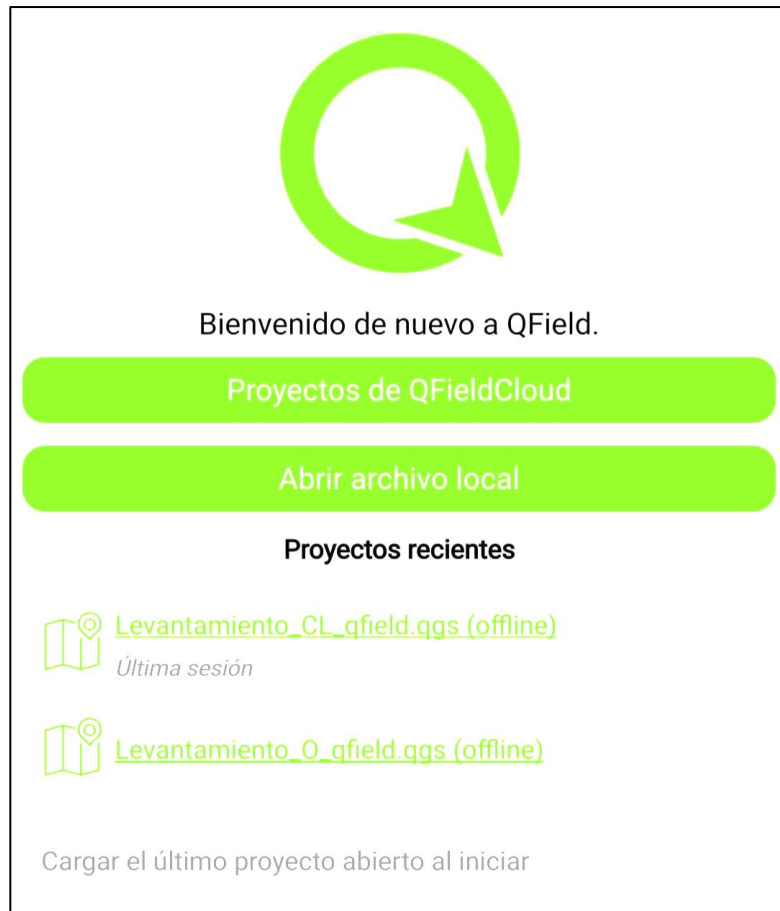 Bienvenido de nuevo a QField.
Proyectos de QFieldCloud
Abrir archivo local
Proyectos recientes
Levantamiento_CL_qfield.qgs (offline)
Última sesión
Levantamiento_O_qfield.qgs (offline)
Cargar el último proyecto abierto al iniciar